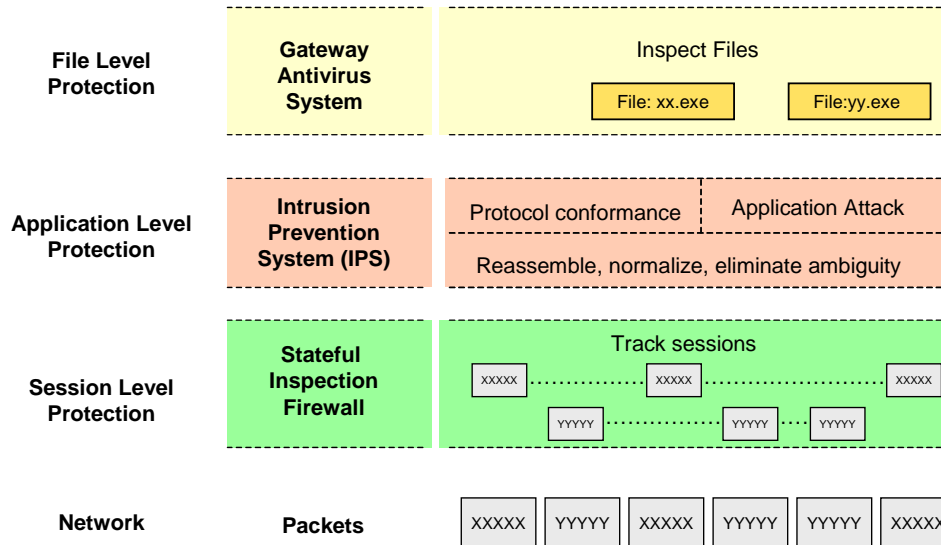 File Level
Protection
Gateway
Antivirus
System
Inspect Files
File: xx.exe
File:yy.exe
Application Level
Protection
Intrusion
Prevention
System (IPS)
Protocol conformance
Application Attack
Reassemble, normalize, eliminate ambiguity
Session Level
Protection
Stateful
Inspection
Firewall
Track sessions
XXXXX
XXXXX
XXXXX
YYYYY
YYYYY
YYYYY
Network
Packets
XXXXX
YYYYY
XXXXX
YYYYY
YYYYY
XXXXX